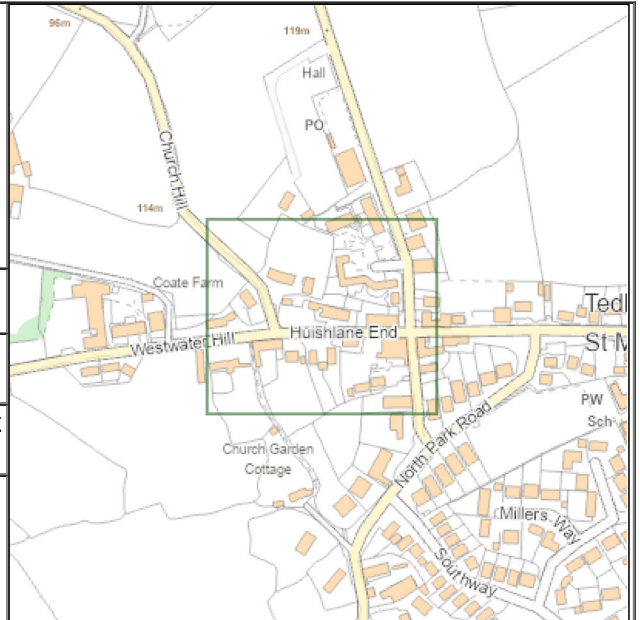 96m
119m
Hall
PO
Church Hill
114m
Coate Farm
Tedl
Huishlane End
Westwater Hill
St M
PW
Sch
North Park Road
Church Garden
Cottage
Millers Way
Southway